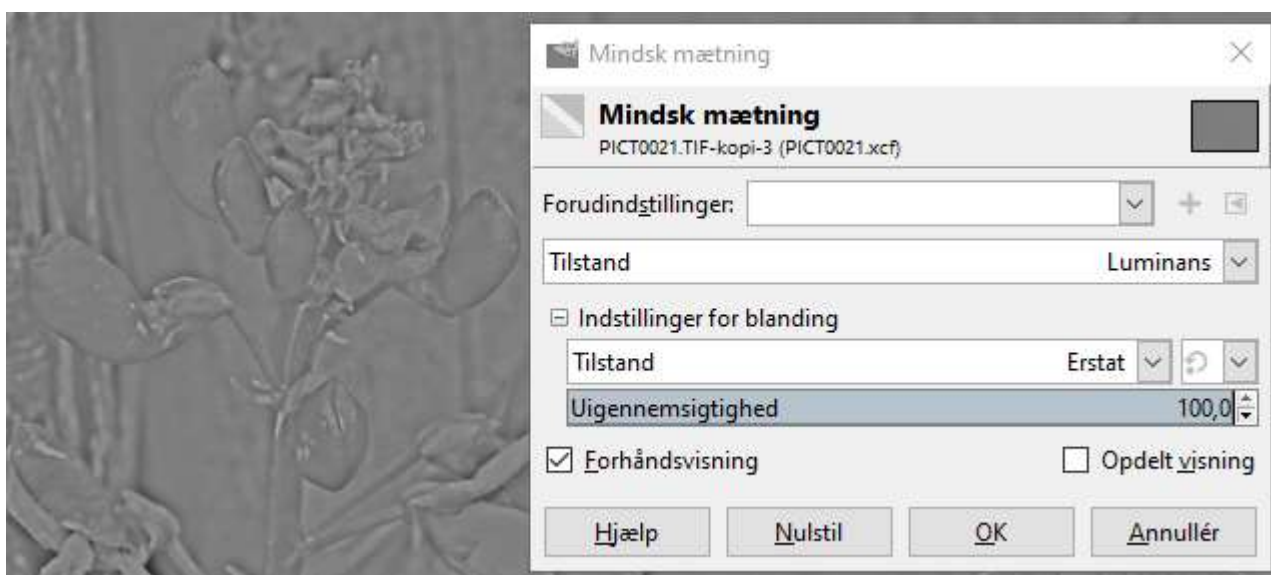 Mindsk mætning
Mindsk mætning
PICT0021.TIF-kopi-3 (PICT0021.xcf)
Forudindstillinger:
Tilstand Luminans
Indstillinger for blanding
Tilstand Erstat
Uigennemsigtighed 100,0
Forhåndsvisning Opdelt visning
Hjælp Nulstil OK Annullér